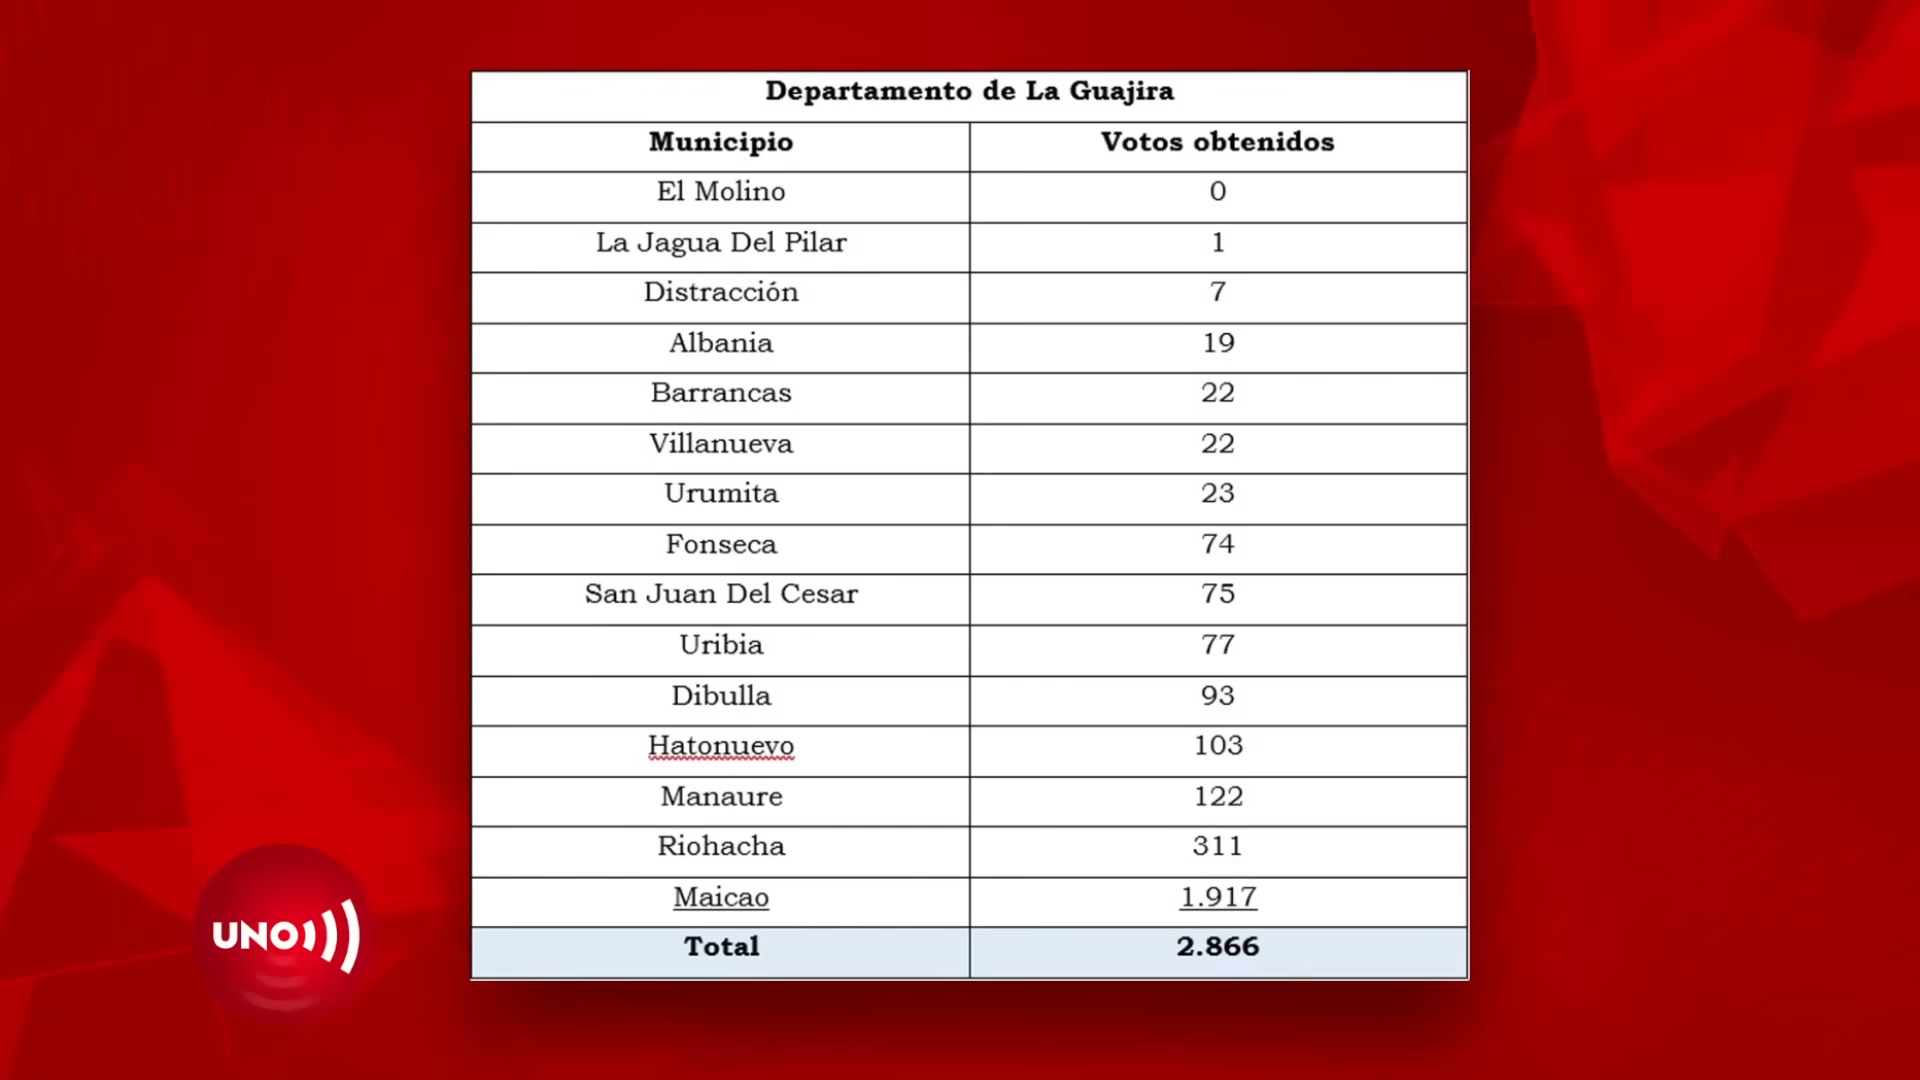 Departamento de La Guajira
Municipio Votos obtenidos
El Molino 0
La Jagua Del Pilar 1
Distracción 7
Albania 19
Barrancas 22
Villanueva 22
Urumita 23
Fonseca 74
San Juan Del Cesar 75
Uribia 77
Dibulla 93
Hatonuevo 103
Manaure 122
Riohacha 311
Maicao 1.917
Total 2.866
UNO